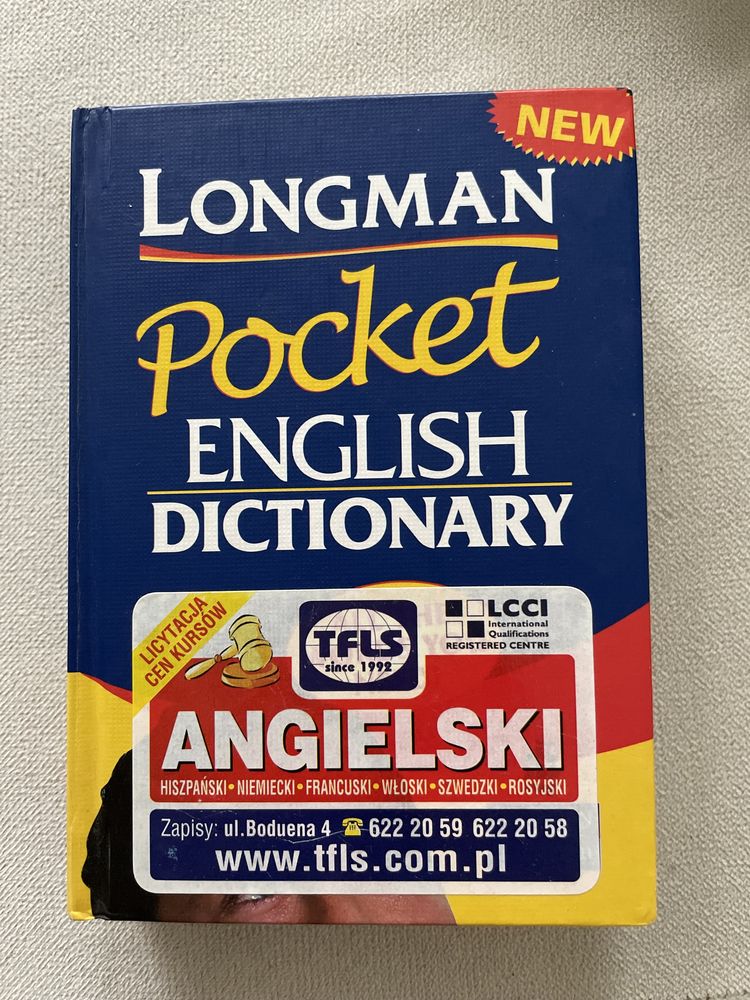 NEW
LONGMAN
Pocket
ENGLISH
DICTIONARY
LICYTACJA
CEN KURSÓW
TFLS
since 1992
LCCI
International
Qualifications
REGISTERED CENTRE
ANGIELSKI
HISZPAŃSKI • NIEMIECKI • FRANCUSKI • WŁOSKI • SZWEDZKI • ROSYJSKI
Zapisy: ul.Boduena 4 ☎ 622 20 59 622 20 58
www.tfls.com.pl